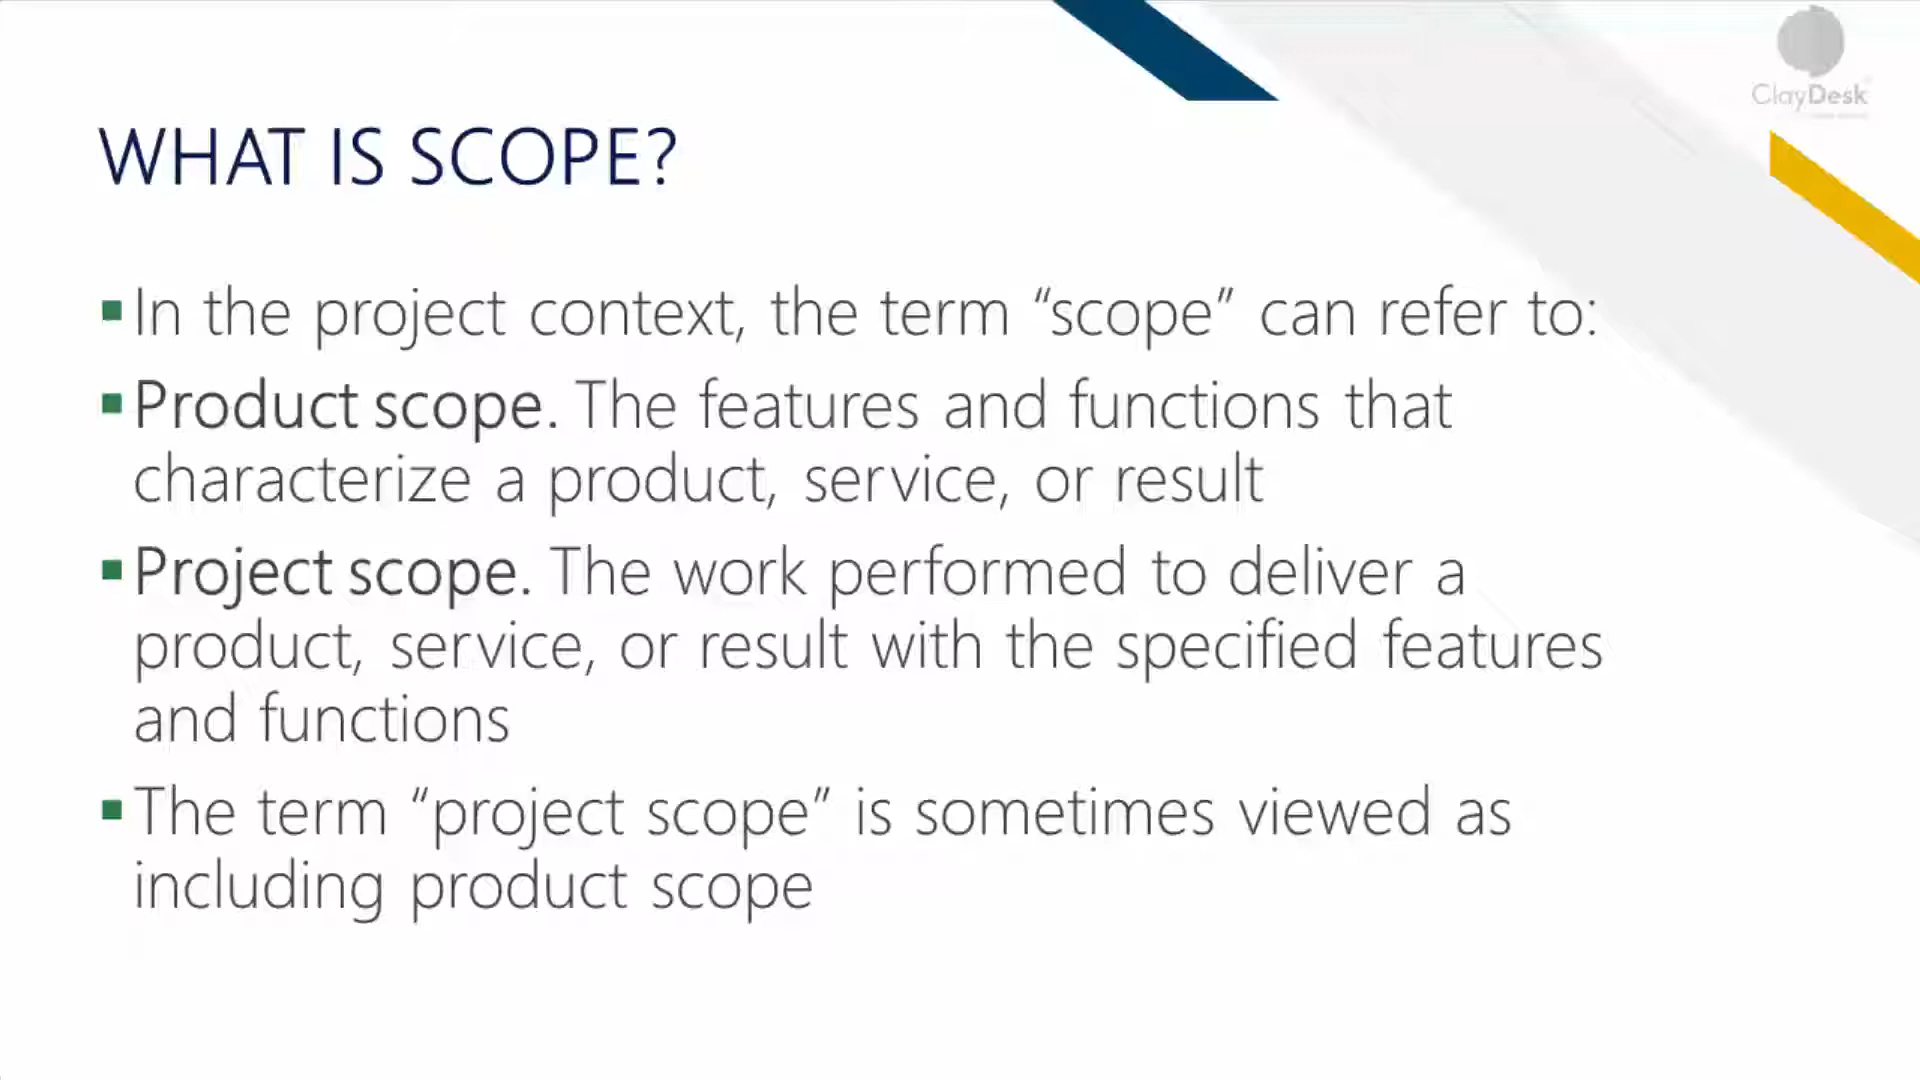 ClayDesk
WHAT IS SCOPE?
▪In the project context, the term “scope” can refer to:
▪Product scope. The features and functions that
characterize a product, service, or result
▪Project scope. The work performed to deliver a
product, service, or result with the specified features
and functions
▪The term “project scope” is sometimes viewed as
including product scope